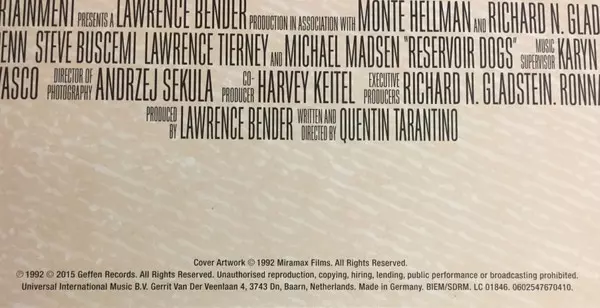 RTAINMENT PRESENTS A LAWRENCE BENDER PRODUCTION IN ASSOCIATION WITH MONTE HELLMAN AND RICHARD N. GLAD
ENN STEVE BUSCEMI LAWRENCE TIERNEY AND MICHAEL MADSEN "RESERVOIR DOGS" MUSIC SUPERVISOR KARYN
VASCO DIRECTOR OF PHOTOGRAPHY ANDRZEJ SEKULA CO-PRODUCER HARVEY KEITEL EXECUTIVE PRODUCERS RICHARD N. GLADSTEIN. RONNA
PRODUCED BY LAWRENCE BENDER WRITTEN AND DIRECTED BY QUENTIN TARANTINO
Cover Artwork © 1992 Miramax Films. All Rights Reserved.
℗ 1992 © 2015 Geffen Records. All Rights Reserved. Unauthorised reproduction, copying, hiring, lending, public performance or broadcasting prohibited.
Universal International Music B.V. Gerrit Van Der Veenlaan 4, 3743 Dn, Baarn, Netherlands. Made in Germany. BIEM/SDRM. LC 01846. 0602547670410.